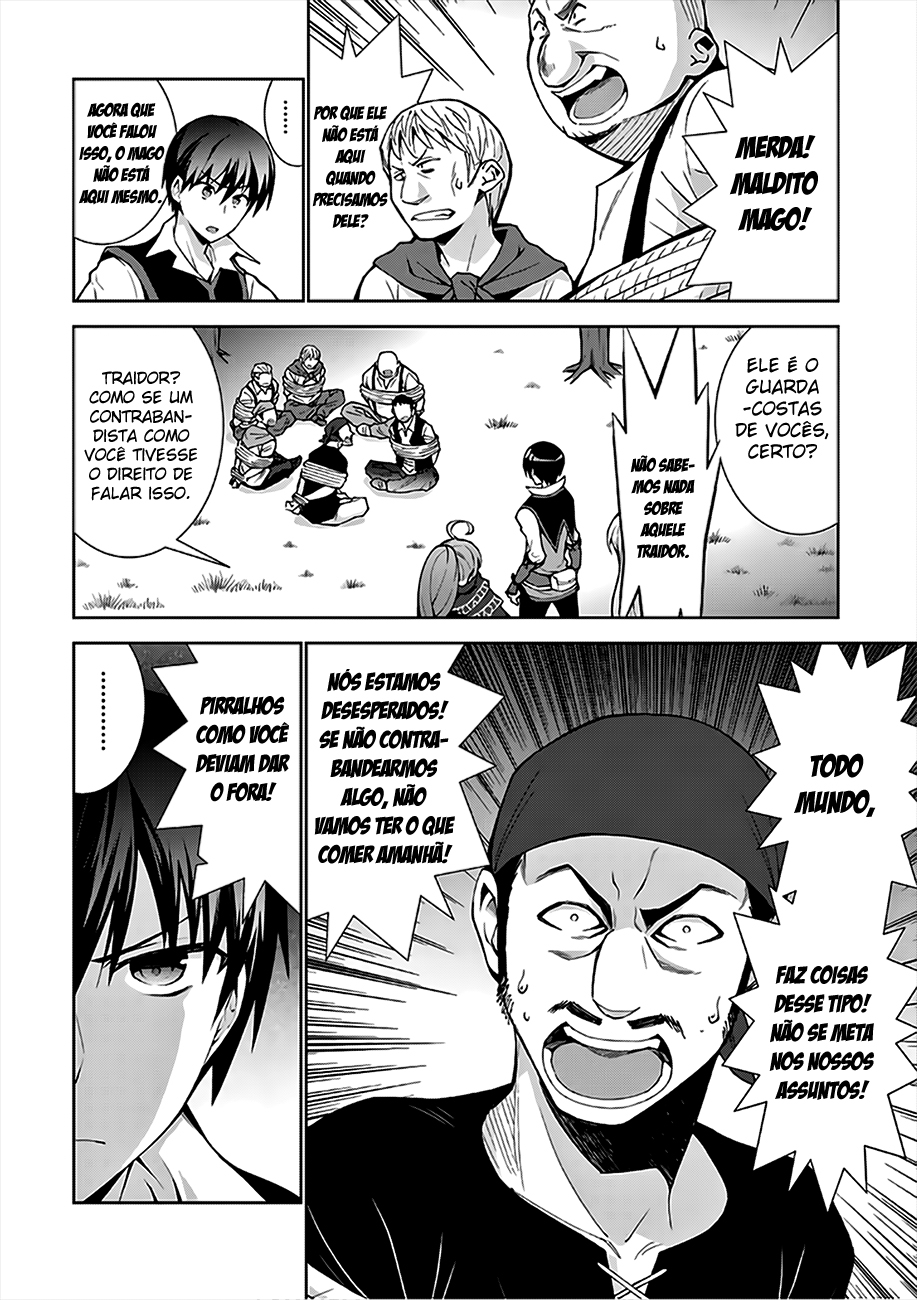 MERDA!
MALDITO
MAGO!
POR QUE ELE
NÃO ESTÁ
AQUI
QUANDO
PRECISAMOS
DELE?
AGORA QUE
VOCÊ FALOU
ISSO, O MAGO
NÃO ESTÁ
AQUI MESMO.
ELE É O
GUARDA
-COSTAS
DE VOCÊS,
CERTO?
NÃO SABE-
MOS NADA
SOBRE
AQUELE
TRAIDOR.
TRAIDOR?
COMO SE UM
CONTRABAN-
DISTA COMO
VOCÊ TIVESSE
O DIREITO DE
FALAR ISSO.
TODO
MUNDO,
FAZ COISAS
DESSE TIPO!
NÃO SE META
NOS NOSSOS
ASSUNTOS!
NÓS ESTAMOS
DESESPERADOS!
SE NÃO CONTRA-
BANDEARMOS
ALGO, NÃO
VAMOS TER O QUE
COMER AMANHÃ!
PIRRALHOS
COMO VOCÊ
DEVIAM DAR
O FORA!